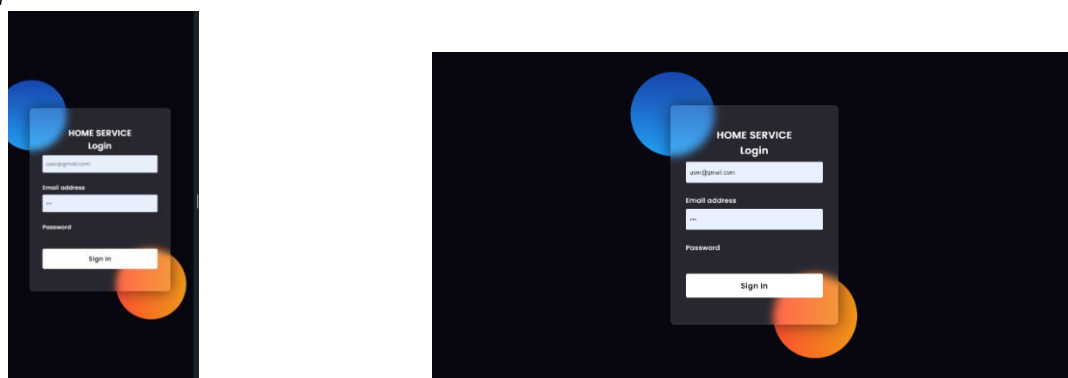 HOME SERVICE
Login
user@gmail.com
Email address
•••
Password
Sign In
HOME SERVICE
Login
user@gmail.com
Email address
•••
Password
Sign In